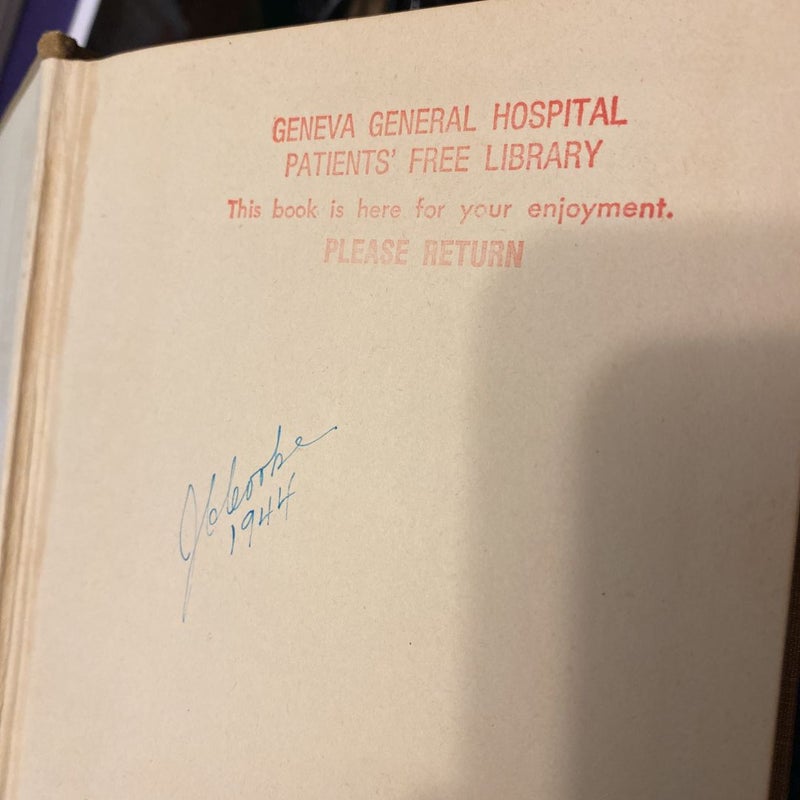 GENEVA GENERAL HOSPITAL
PATIENTS' FREE LIBRARY
This book is here for your enjoyment.
PLEASE RETURN
1944